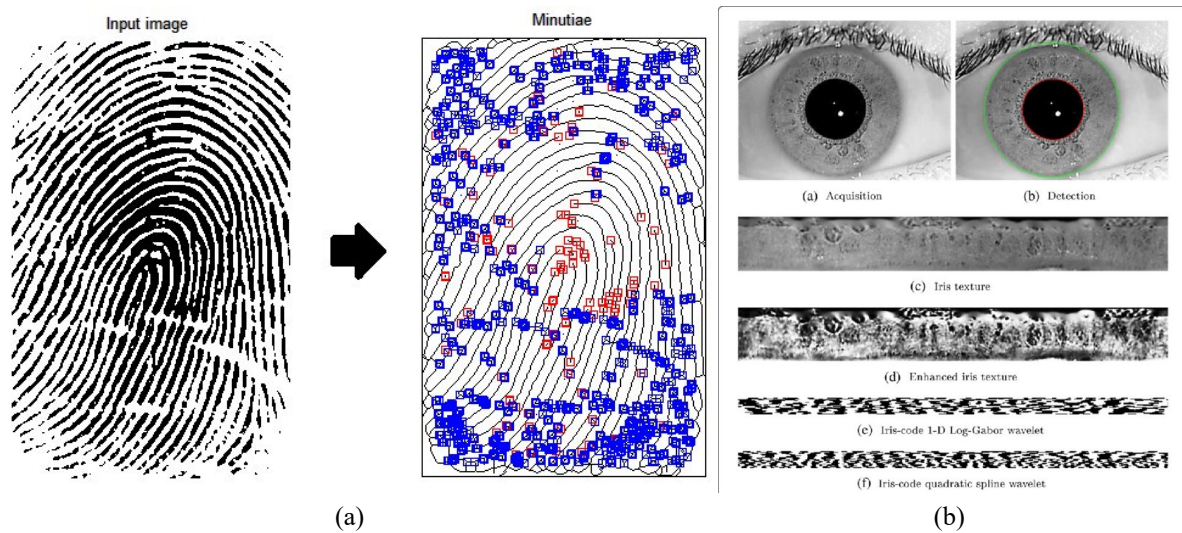 Input image
Minutiae
(a) Acquisition
(b) Detection
(c) Iris texture
(d) Enhanced iris texture
(e) Iris-code 1-D Log-Gabor wavelet
(f) Iris-code quadratic spline wavelet
(a)
(b)